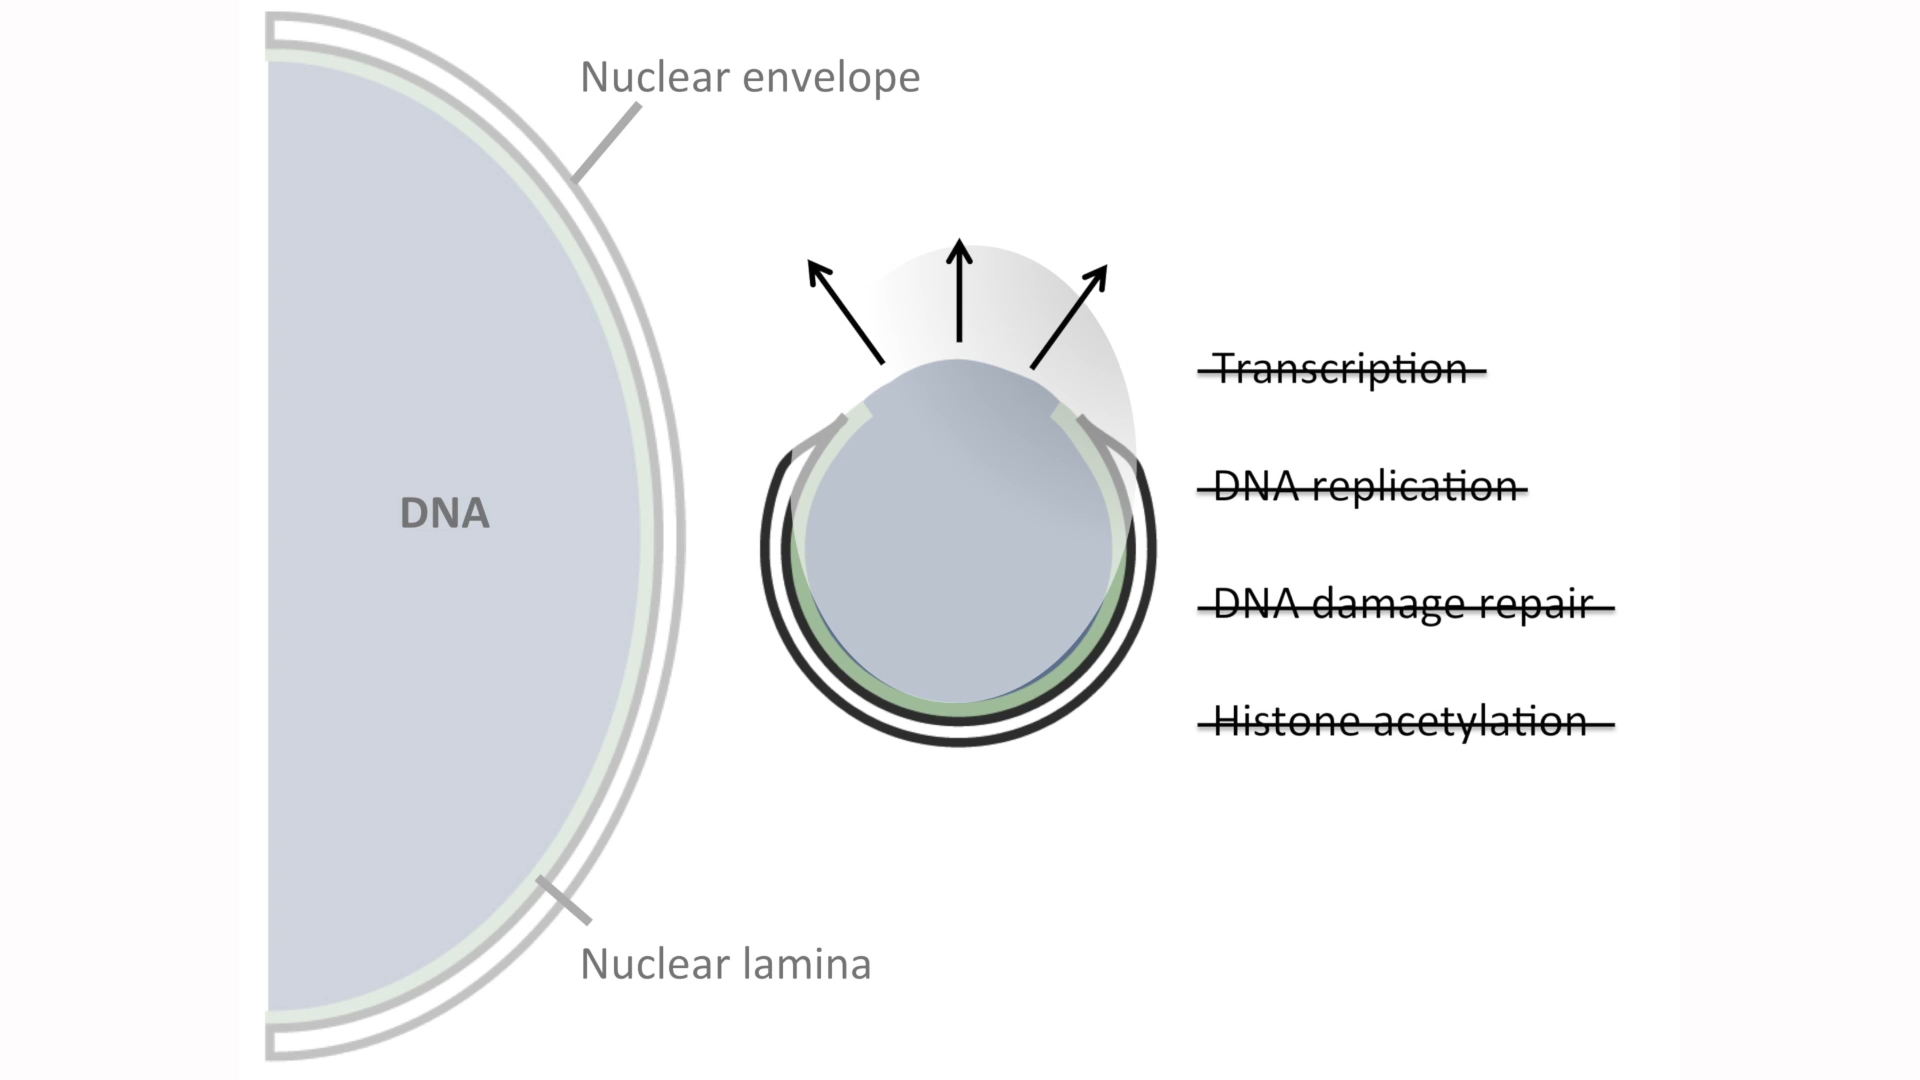 Nuclear envelope
DNA
Transcription
DNA replication
DNA damage repair
Histone acetylation
Nuclear lamina